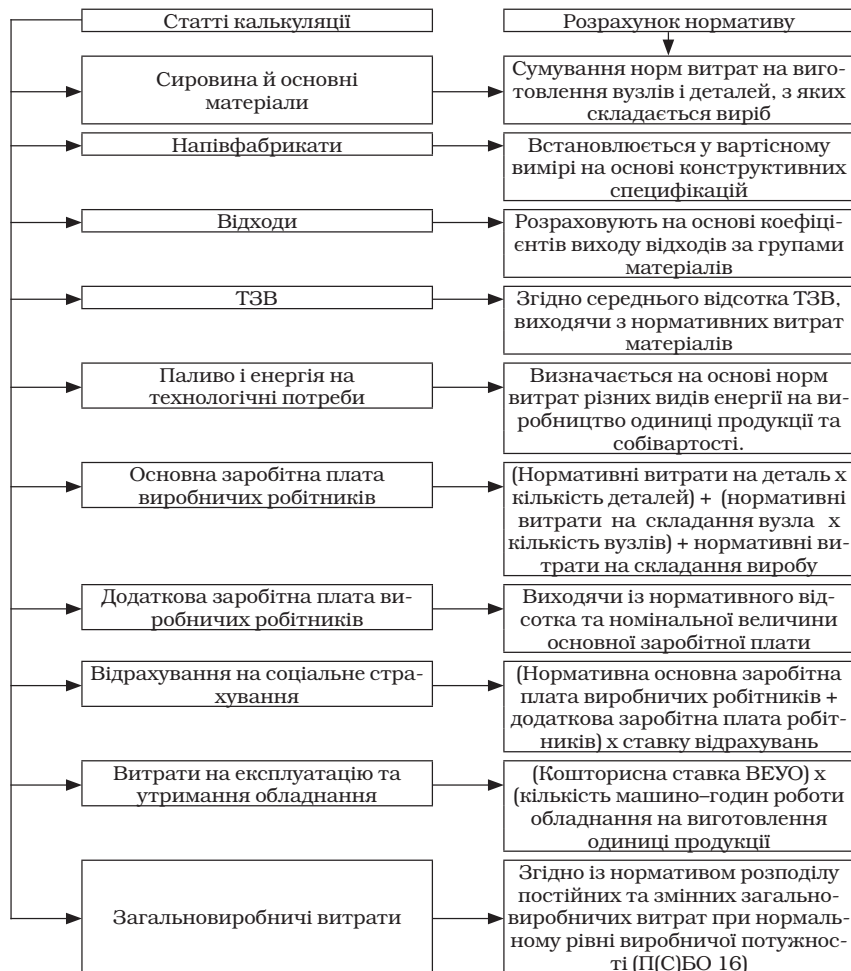 Статті калькуляції
Розрахунок нормативу
Сировина й основні
матеріали
Сумування норм витрат на виго-
товлення вузлів і деталей, з яких
складається виріб
Напівфабрикати
Встановлюється у вартісному
вимірі на основі конструктивних
специфікацій
Відходи
Розраховують на основі коефіці-
єнтів виходу відходів за групами
матеріалів
ТЗВ
Згідно середнього відсотка ТЗВ,
виходячи з нормативних витрат
матеріалів
Паливо і енергія на
технологічні потреби
Визначається на основі норм
витрат різних видів енергії на ви-
робництво одиниці продукції та
собівартості.
Основна заробітна плата
виробничих робітників
(Нормативні витрати на деталь х
кількість деталей) + (нормативні
витрати на складання вузла х
кількість вузлів) + нормативні ви-
трати на складання виробу
Додаткова заробітна плата ви-
робничих робітників
Виходячи із нормативного від-
сотка та номінальної величини
основної заробітної плати
Відрахування на соціальне стра-
хування
(Нормативна основна заробітна
плата виробничих робітників +
додаткова заробітна плата робіт-
ників) х ставку відрахувань
Витрати на експлуатацію та
утримання обладнання
(Кошторисна ставка ВЕУО) х
(кількість машино–годин роботи
обладнання на виготовлення
одиниці продукції
Загальновиробничі витрати
Згідно із нормативом розподілу
постійних та змінних загально-
виробничих витрат при нормаль-
ному рівні виробничої потужнос-
ті (П(С)БО 16)